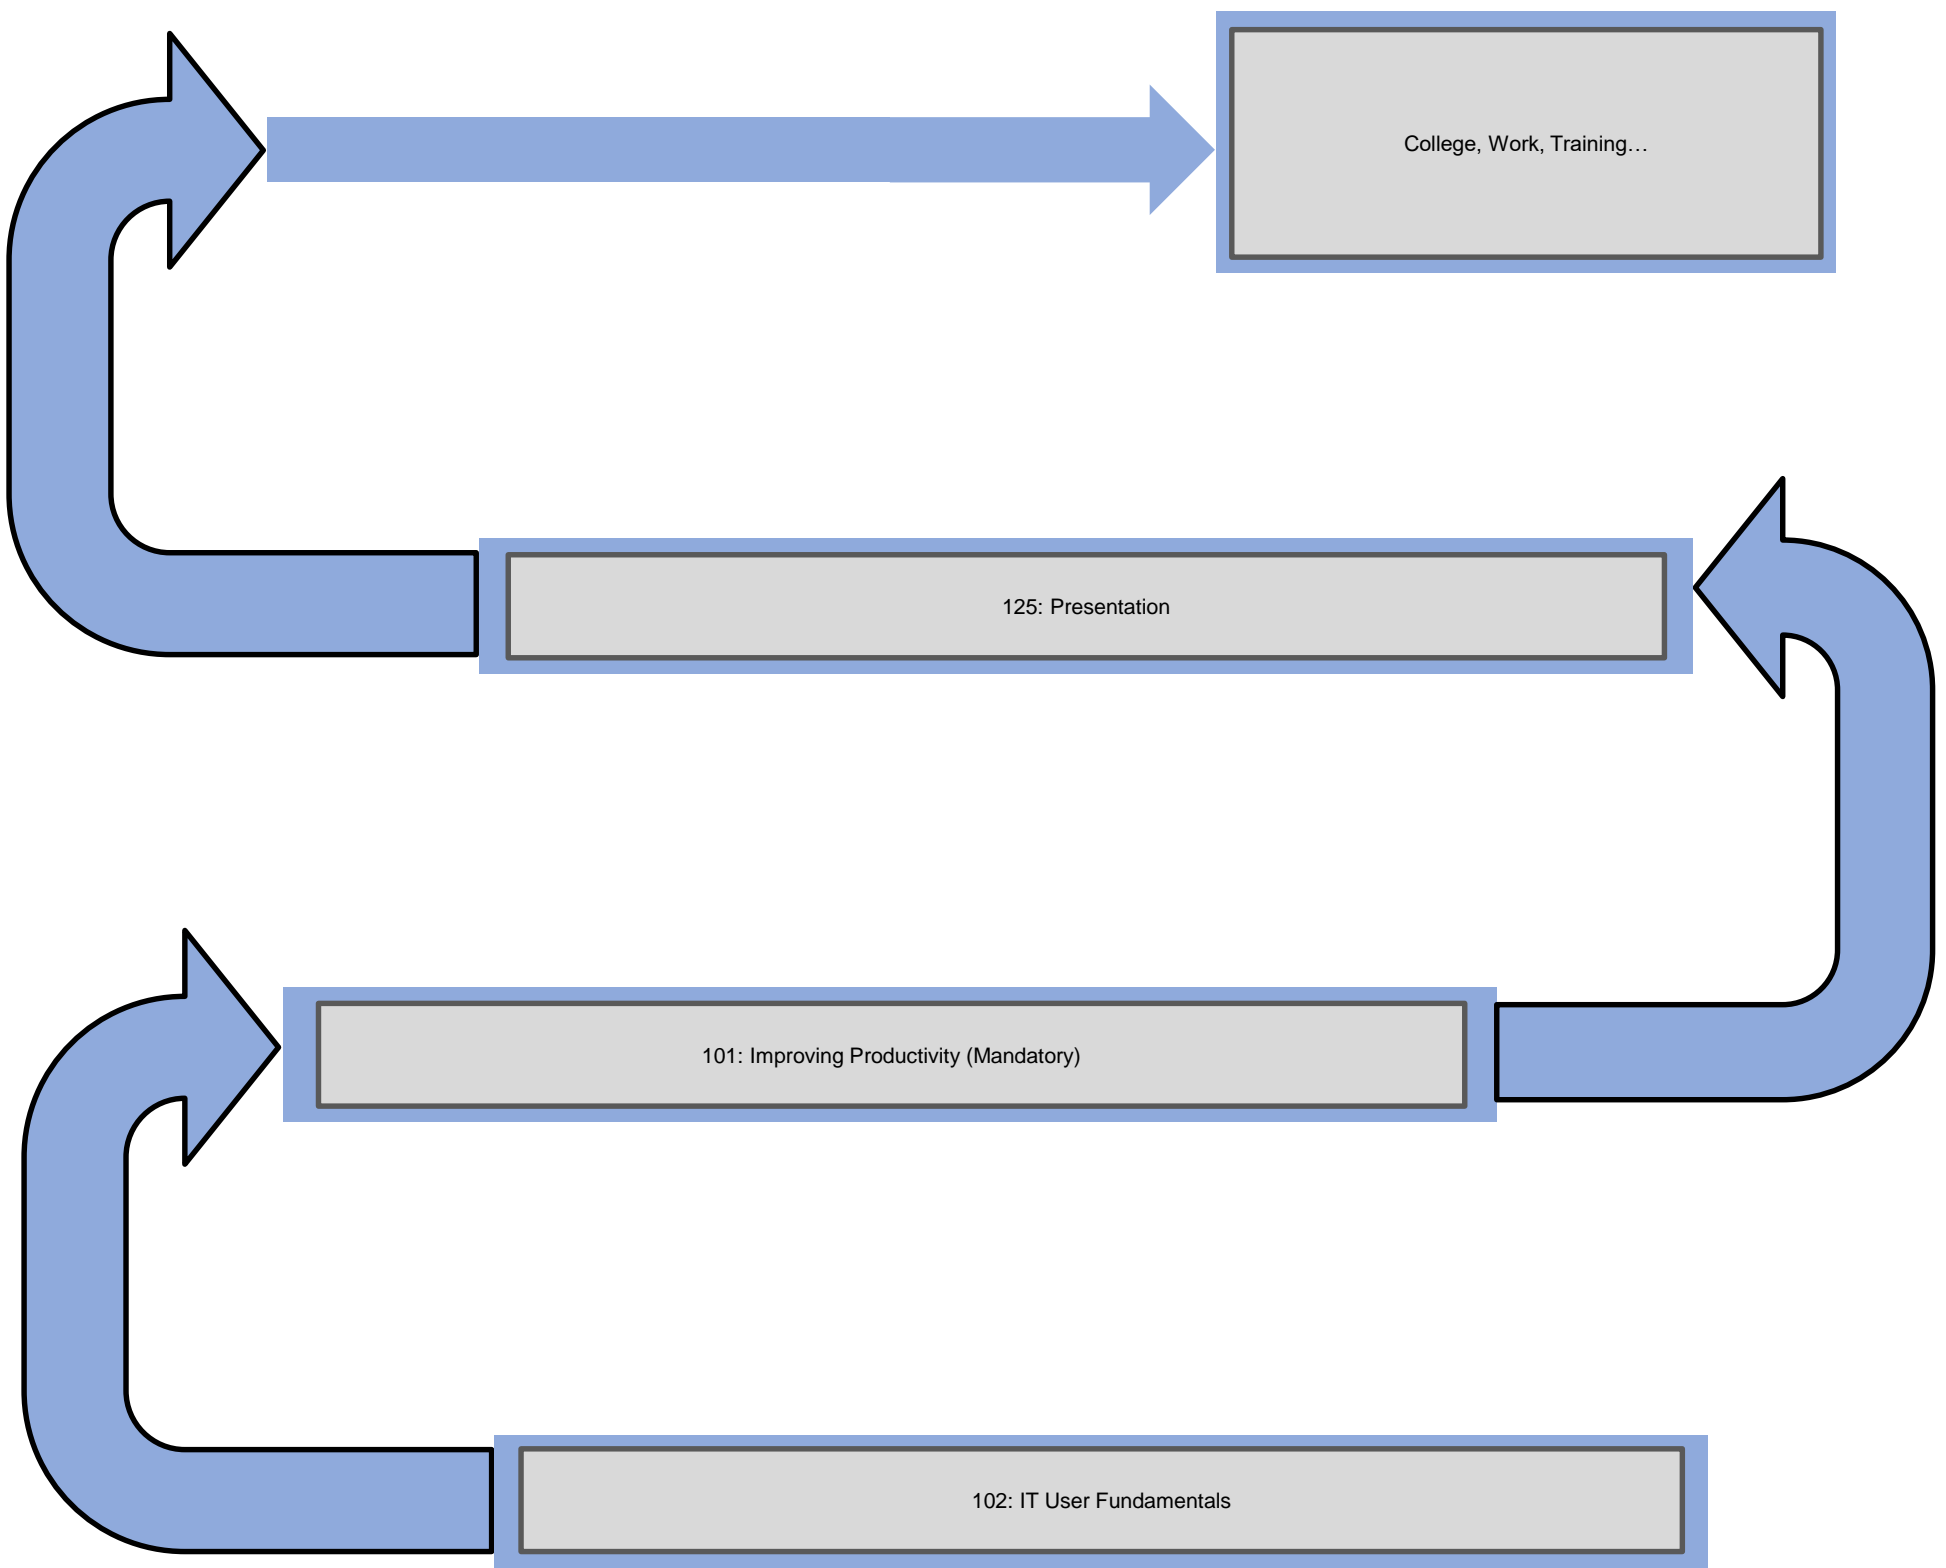 College, Work, Training…
125: Presentation
101: Improving Productivity (Mandatory)
102: IT User Fundamentals